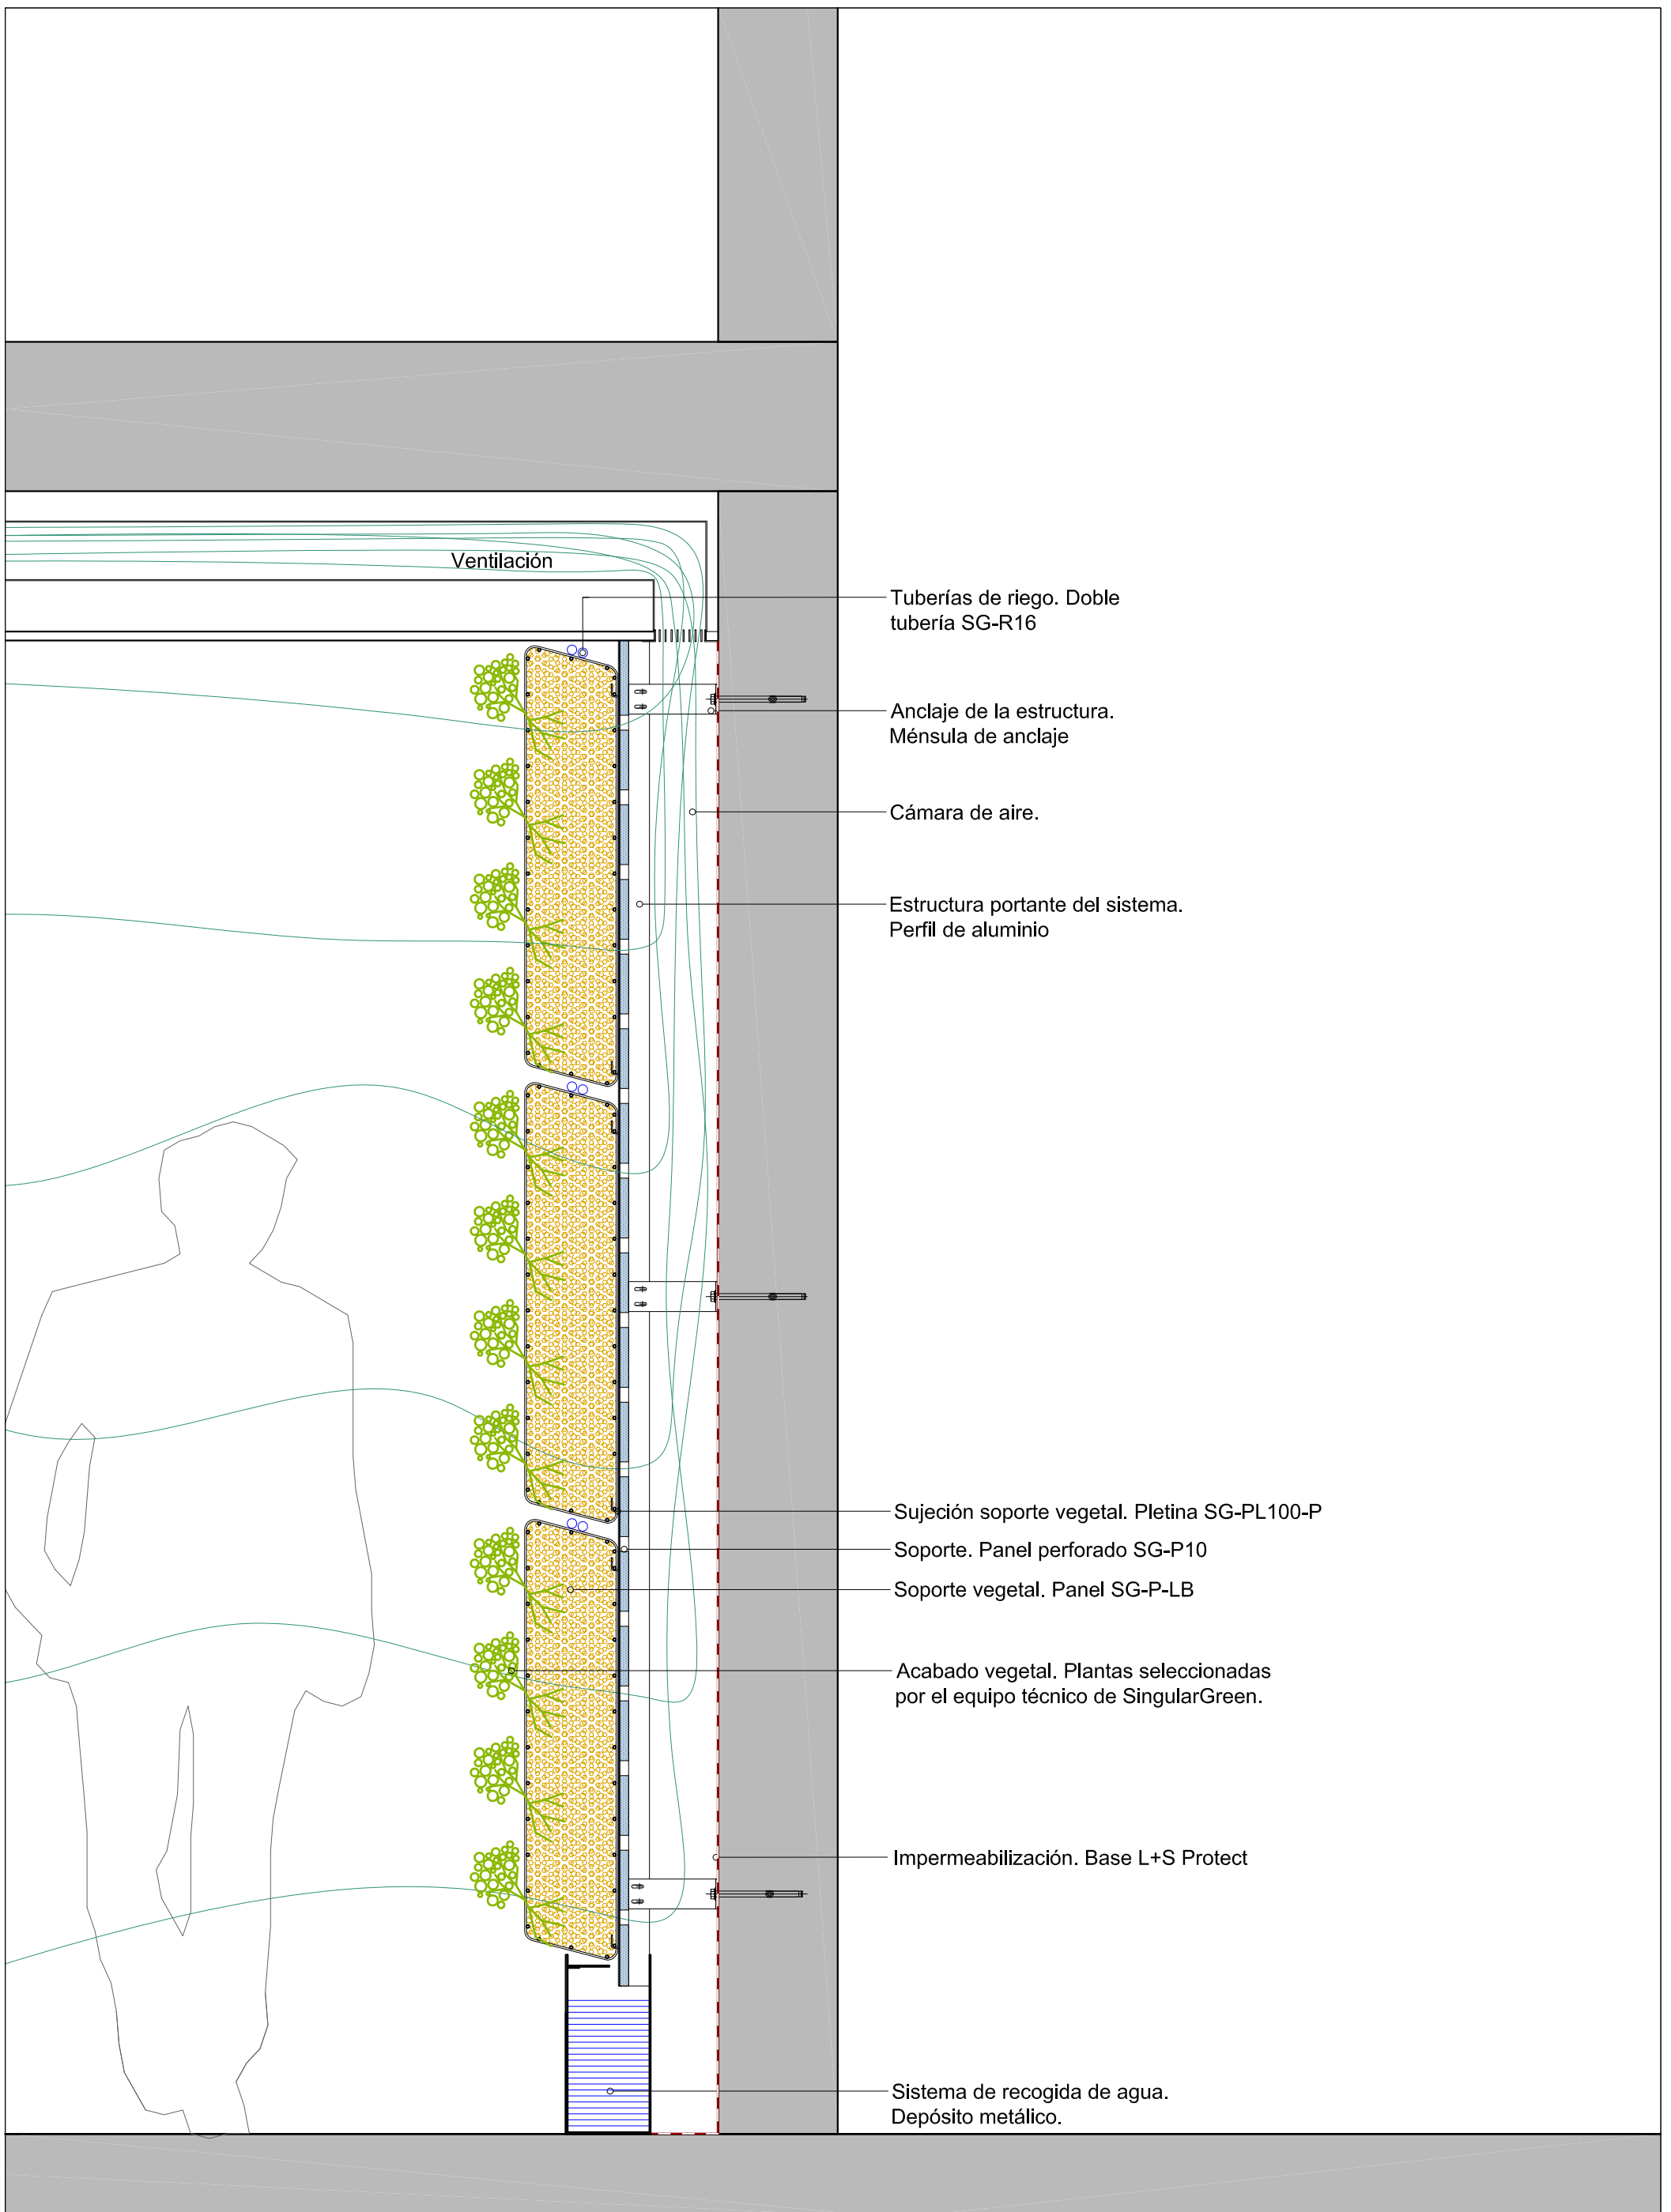 Ventilación
Tuberías de riego. Doble
tubería SG-R16
Anclaje de la estructura.
Ménsula de anclaje
Cámara de aire.
Estructura portante del sistema.
Perfil de aluminio
Sujeción soporte vegetal. Pletina SG-PL100-P
Soporte. Panel perforado SG-P10
Soporte vegetal. Panel SG-P-LB
Acabado vegetal. Plantas seleccionadas
por el equipo técnico de SingularGreen.
Impermeabilización. Base L+S Protect
Sistema de recogida de agua.
Depósito metálico.